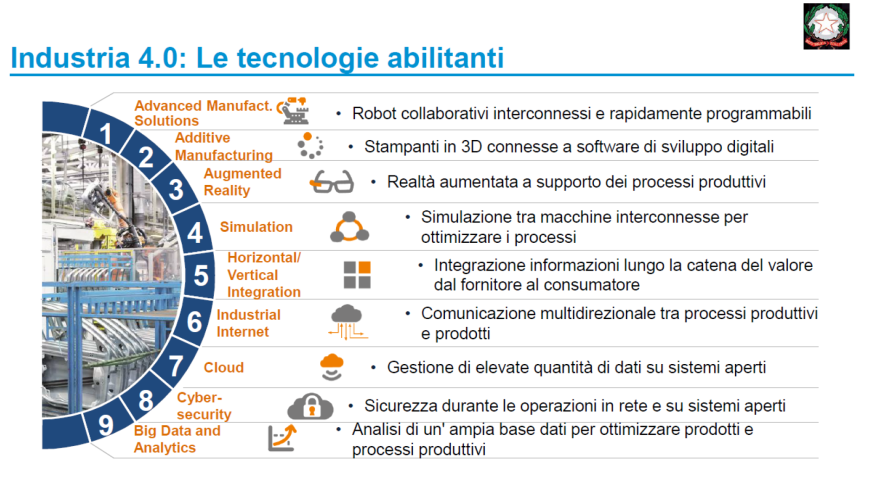 Industria 4.0: Le tecnologie abilitanti
1
Advanced Manufact.
Solutions
• Robot collaborativi interconnessi e rapidamente programmabili
2
Additive
Manufacturing
• Stampanti in 3D connesse a software di sviluppo digitali
3
Augmented
Reality
• Realtà aumentata a supporto dei processi produttivi
4
Simulation
• Simulazione tra macchine interconnesse per
ottimizzare i processi
5
Horizontal/
Vertical
Integration
• Integrazione informazioni lungo la catena del valore
dal fornitore al consumatore
6
Industrial
Internet
• Comunicazione multidirezionale tra processi produttivi
e prodotti
7
Cloud
• Gestione di elevate quantità di dati su sistemi aperti
8
Cyber-
security
• Sicurezza durante le operazioni in rete e su sistemi aperti
9
Big Data and
Analytics
• Analisi di un' ampia base dati per ottimizzare prodotti e
processi produttivi